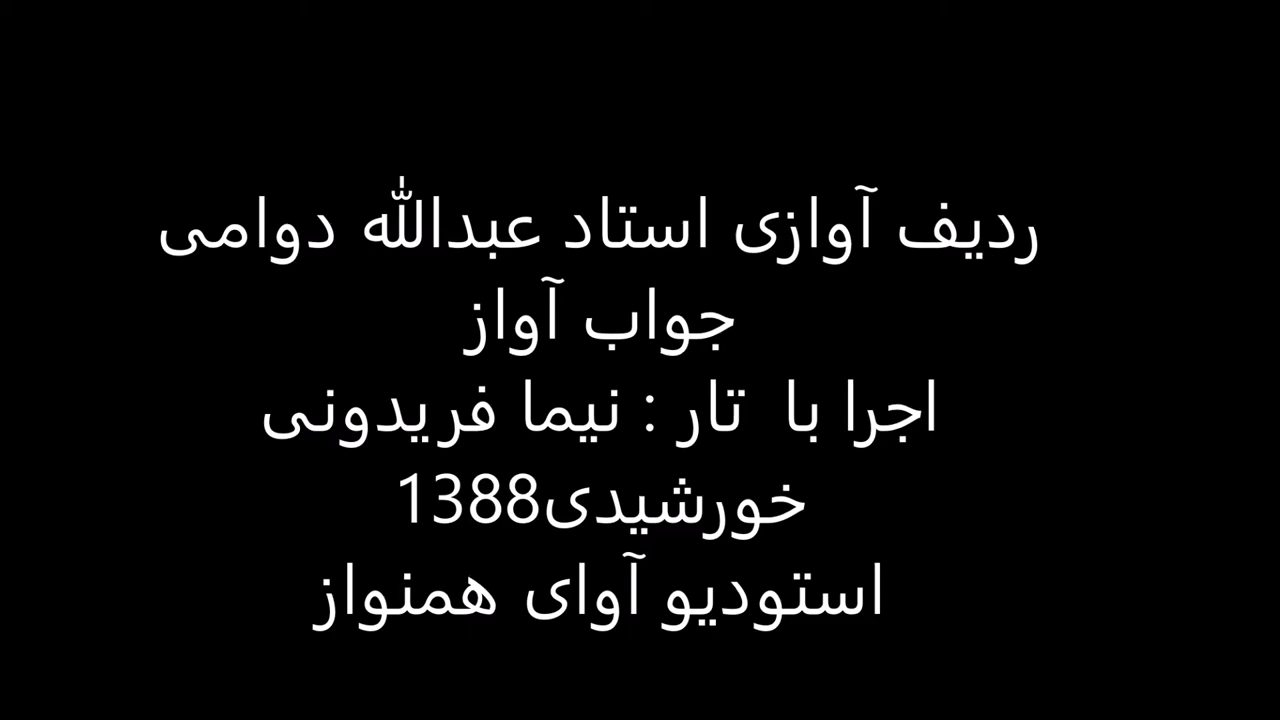 ردیف آوازی استاد عبدالله دوامی
جواب آواز
اجرا با تار : نیما فریدونی
خورشیدی1388
استودیو آوای همنواز